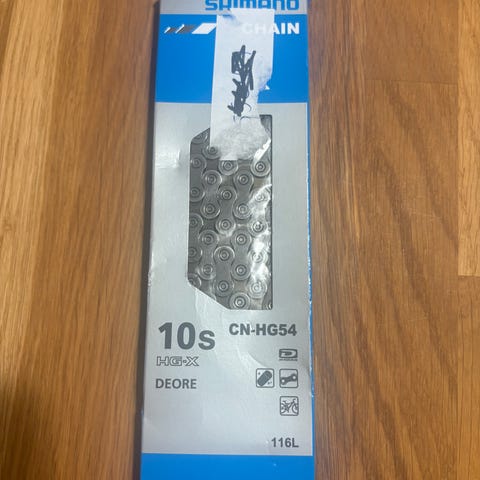 SHIMANO
CHAIN
10s
CN-HG54
HG-X
DEORE
116L